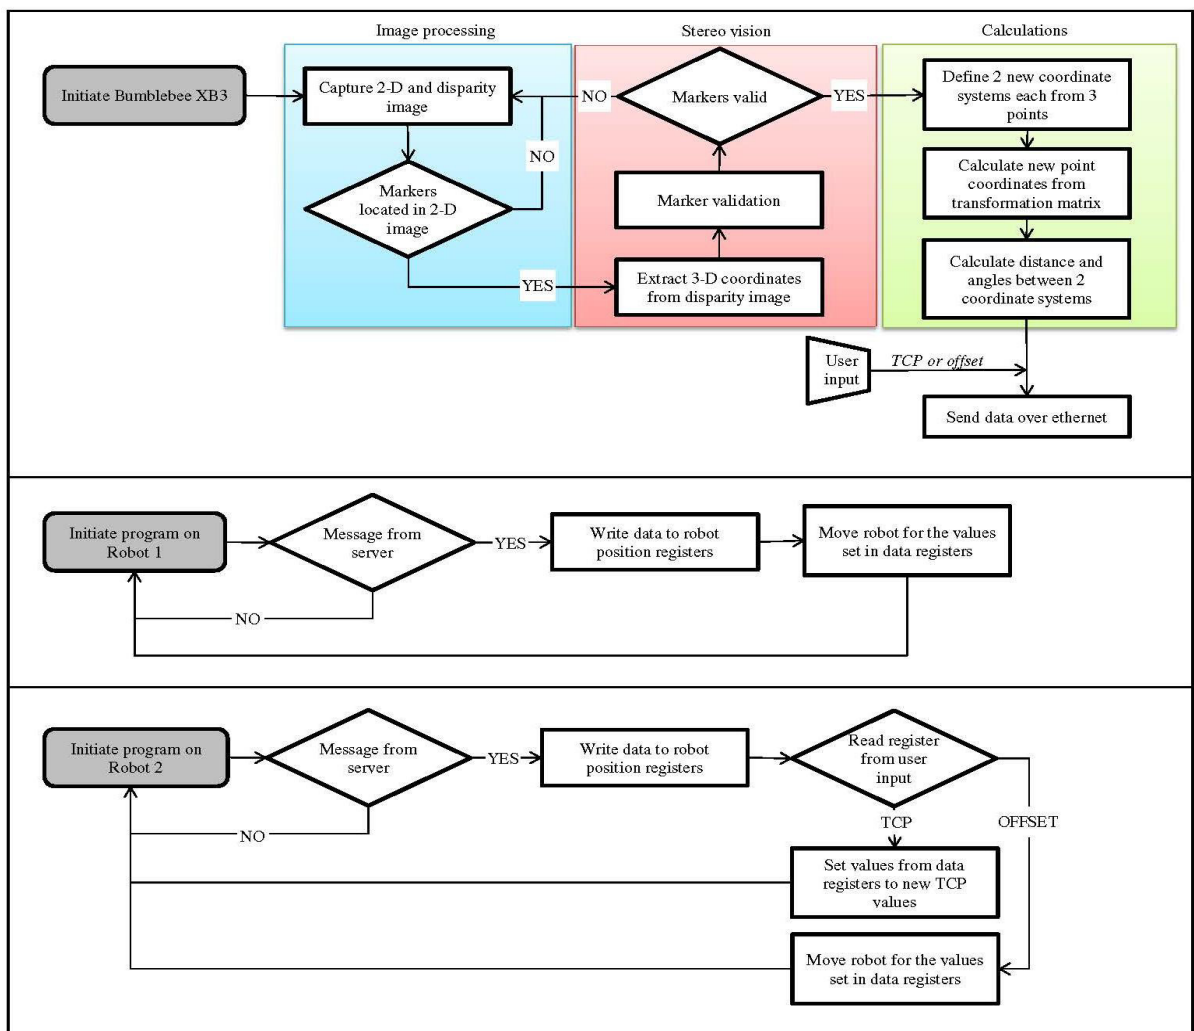 Image processing
Stereo vision
Calculations
Initiate Bumblebee XB3
Capture 2-D and disparity
image
NO
Markers valid
YES
Define 2 new coordinate
systems each from 3
points
NO
Markers
located in 2-D
image
Marker validation
Calculate new point
coordinates from
transformation matrix
YES
Extract 3-D coordinates
from disparity image
Calculate distance and
angles between 2
coordinate systems
User
input
TCP or offset
Send data over ethernet
Initiate program on
Robot 1
Message from
server
YES
Write data to robot
position registers
Move robot for the values
set in data registers
NO
Initiate program on
Robot 2
Message from
server
YES
Write data to robot
position registers
Read register
from user
input
NO
TCP
OFFSET
Set values from data
registers to new TCP
values
Move robot for the values
set in data registers